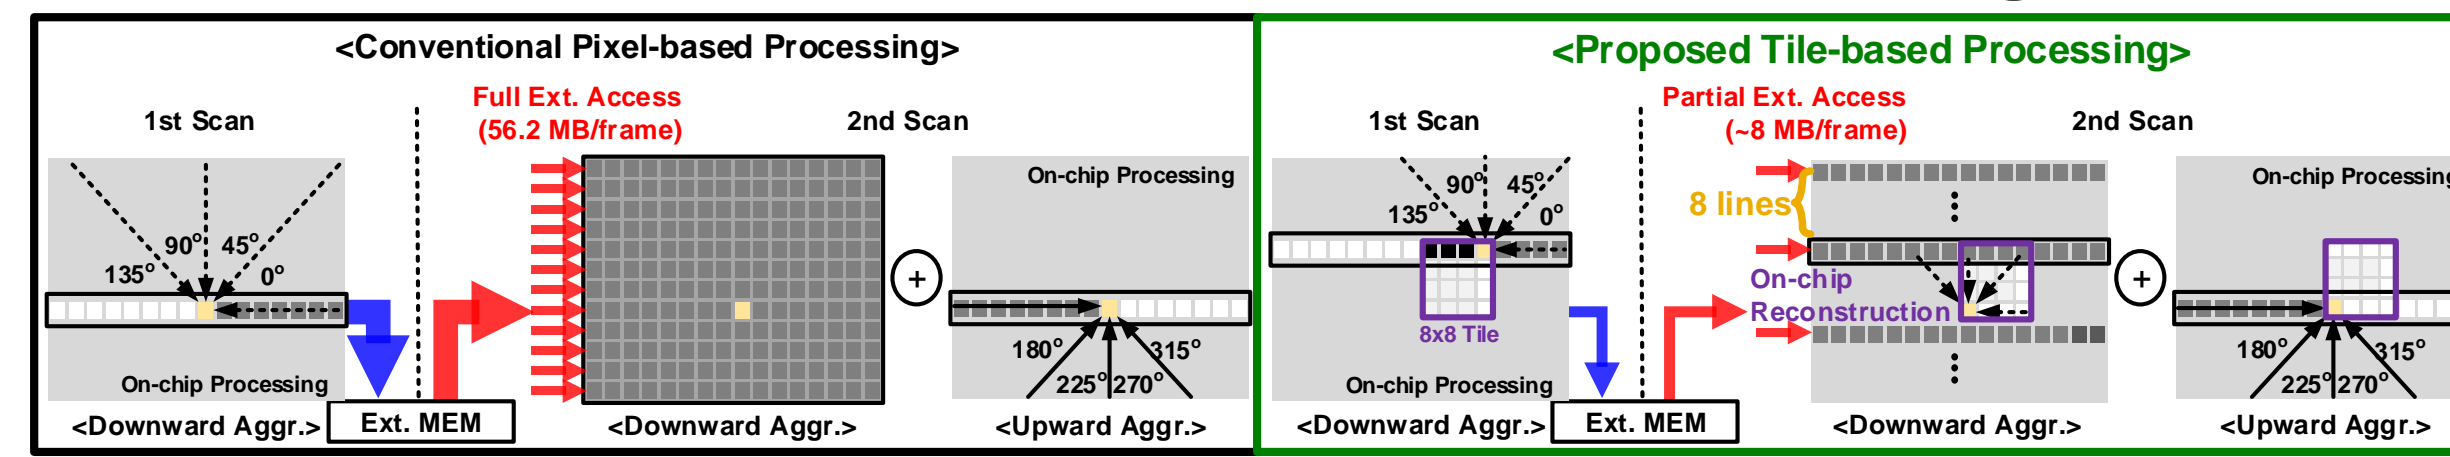 <Conventional Pixel-based Processing>
1st Scan
Full Ext. Access
(56.2 MB/frame)
2nd Scan
90°
45°
135°
0°
On-chip Processing
<Downward Aggr.>
Ext. MEM
<Downward Aggr.>
+
On-chip Processing
180°
315°
225°
270°
<Upward Aggr.>
<Proposed Tile-based Processing>
1st Scan
Partial Ext. Access
(~8 MB/frame)
2nd Scan
90°
45°
135°
0°
8x8 Tile
On-chip Processing
<Downward Aggr.>
Ext. MEM
8 lines
On-chip
Reconstruction
<Downward Aggr.>
+
On-chip Processing
180°
315°
225°
270°
<Upward Aggr.>